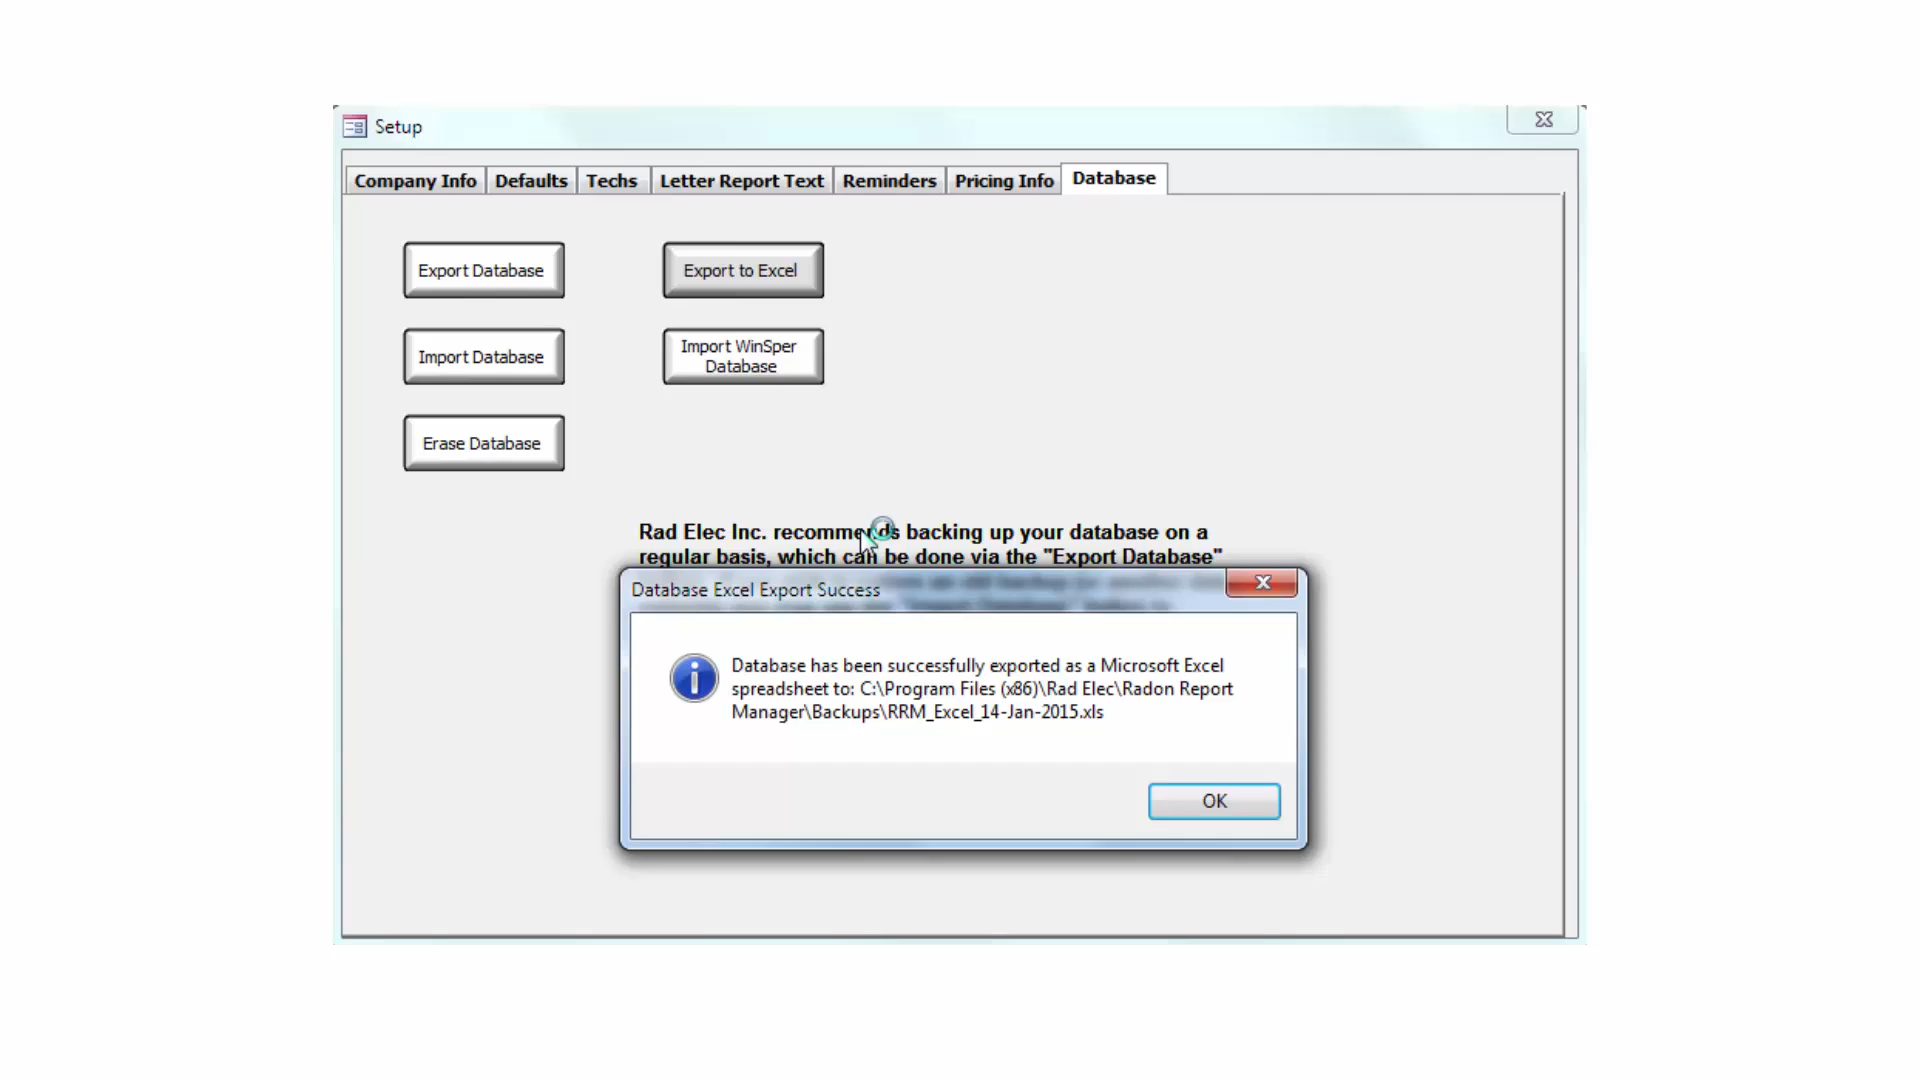 Setup
Company Info Defaults Techs Letter Report Text Reminders Pricing Info Database
Export Database Export to Excel
Import Database Import WinSper
Database
Erase Database
Rad Elec Inc. recommends backing up your database on a
regular basis, which can be done via the "Export Database"
Database Excel Export Success
Database has been successfully exported as a Microsoft Excel
spreadsheet to: C:\Program Files (x86)\Rad Elec\Radon Report
Manager\Backups\RRM_Excel_14-Jan-2015.xls
OK